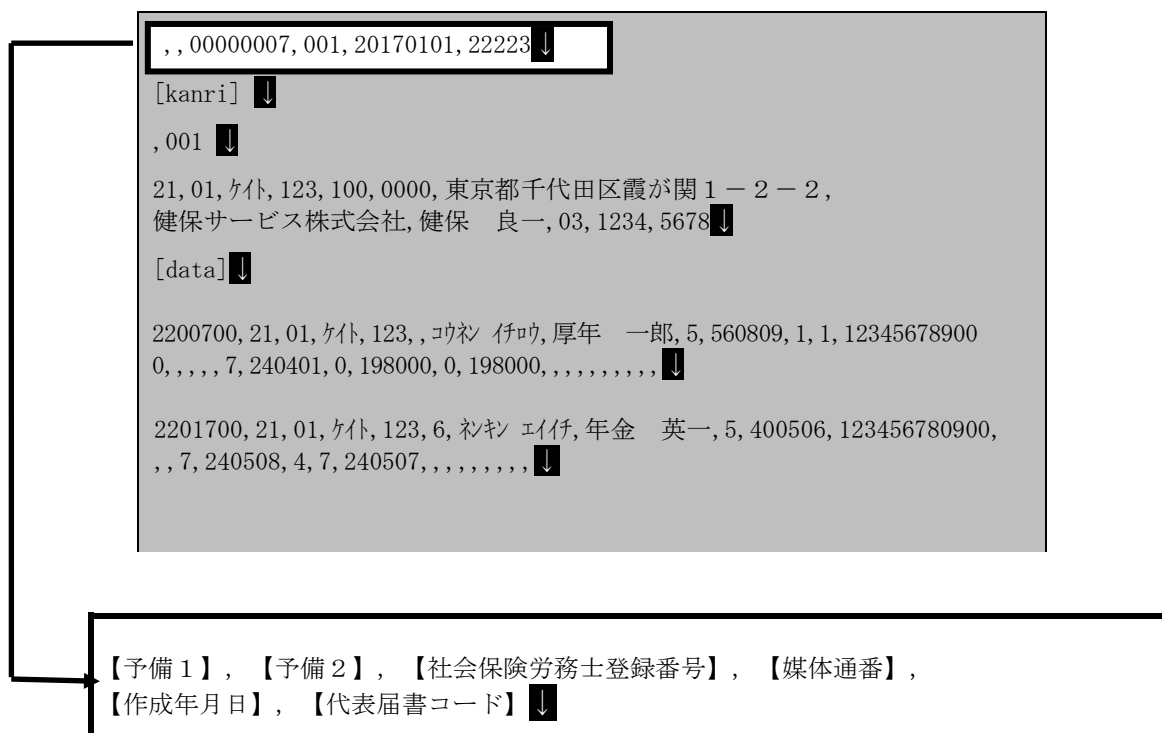 ,,00000007,001,20170101,22223↓
[kanri] ↓
,001 ↓
21,01,ｹｲﾄ,123,100,0000,東京都千代田区霞が関１－２－２,
健保サービス株式会社,健保　良一,03,1234,5678↓
[data]↓
2200700,21,01,ｹｲﾄ,123,,ｺｳﾈﾝ ｲﾁﾛｳ,厚年　一郎,5,560809,1,1,12345678900
0,,,,,7,240401,0,198000,0,198000,,,,,,,,,,↓
2201700,21,01,ｹｲﾄ,123,6,ﾈﾝｷﾝ ｴｲｲﾁ,年金　英一,5,400506,123456780900,
,,7,240508,4,7,240507,,,,,,,,,↓
【予備１】, 【予備２】, 【社会保険労務士登録番号】, 【媒体通番】,
【作成年月日】, 【代表届書コード】↓